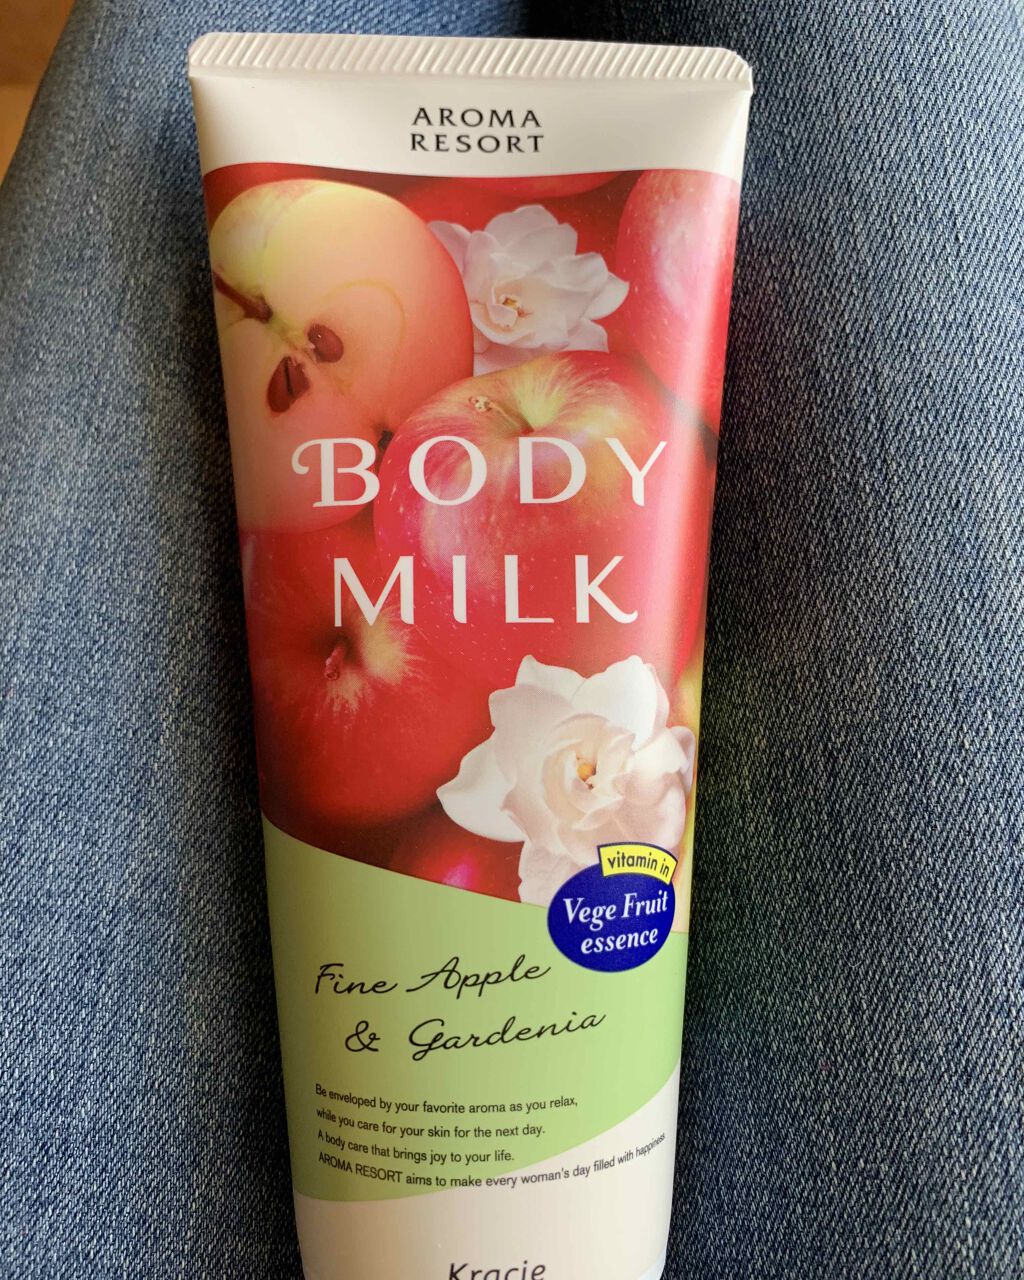 AROMA
RESORT
BODY
MILK
vitamin in
Vege Fruit
essence
Fine Apple
& Gardenia
Be enveloped by your favorite aroma as you relax,
while you care for your skin for the next day.
A body care that brings joy to your life.
AROMA RESORT aims to make every woman's day filled with happiness
Kracie